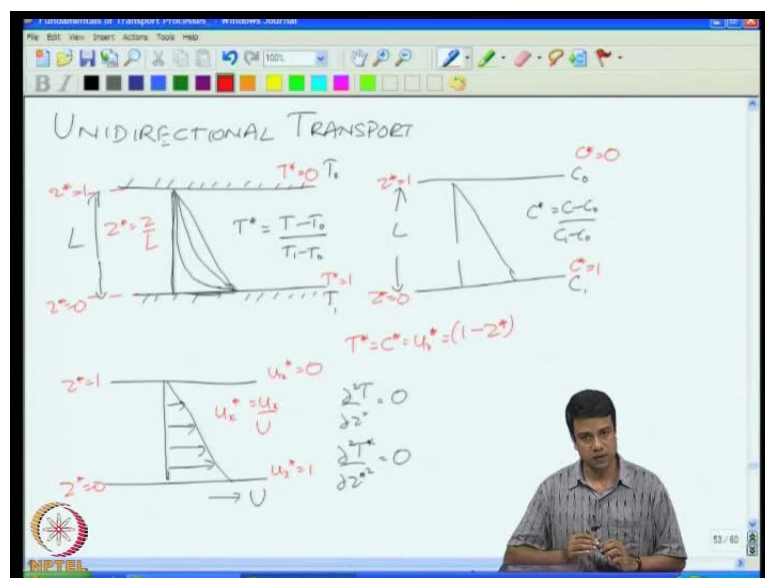 Fundamentals of Transport Processes - Windows Journal
File Edit View Insert Actions Tools Help
100%
B I
UNIDIRECTIONAL TRANSPORT
z*=1 T*=0 T₀
L z*=z/L T*=(T-T₀)/(T₁-T₀)
z*=0 T*=1 T₁
C*=0
z*=1 C₀
L C*=(C-C₀)/(C₁-C₀)
z*=0 C*=1 C₁
T*=C*=uₓ*=(1-z*)
z*=1 uₓ*=0
uₓ*=uₓ/U
z*=0 uₓ*=1
→U
∂²T/∂z²=0
∂²T*/∂z*²=0
53 / 60
NPTEL